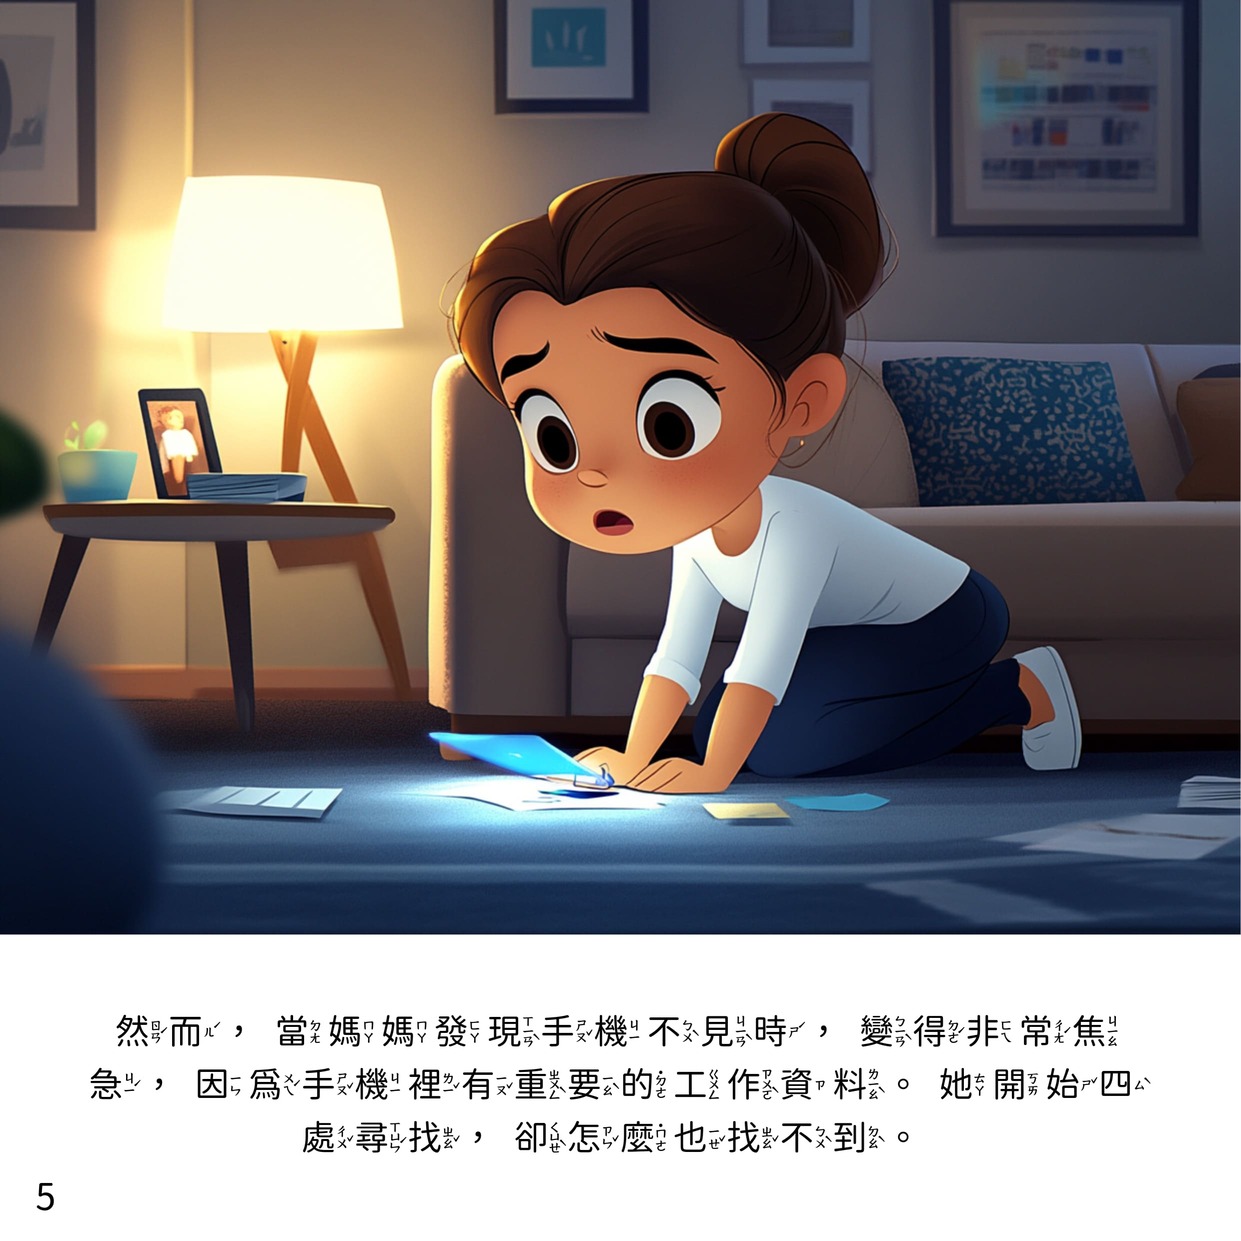 然而， 當媽媽發現手機不見時， 變得非常焦
急， 因爲手機裡有重要的工作資料。 她開始四
處尋找， 卻怎麼也找不到。
5